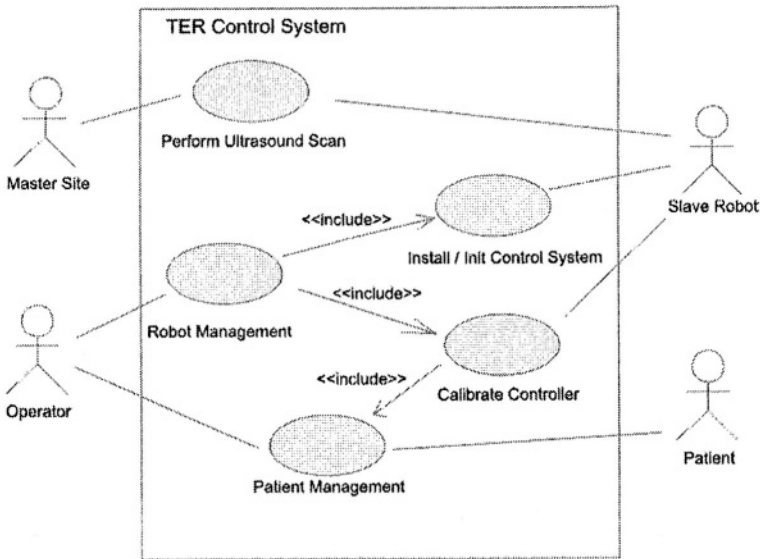 TER Control System
Perform Ultrasound Scan
Master Site
Slave Robot
<<include>>
Install / Init Control System
<<include>>
Robot Management
Operator
<<include>>
Calibrate Controller
Patient Management
Patient